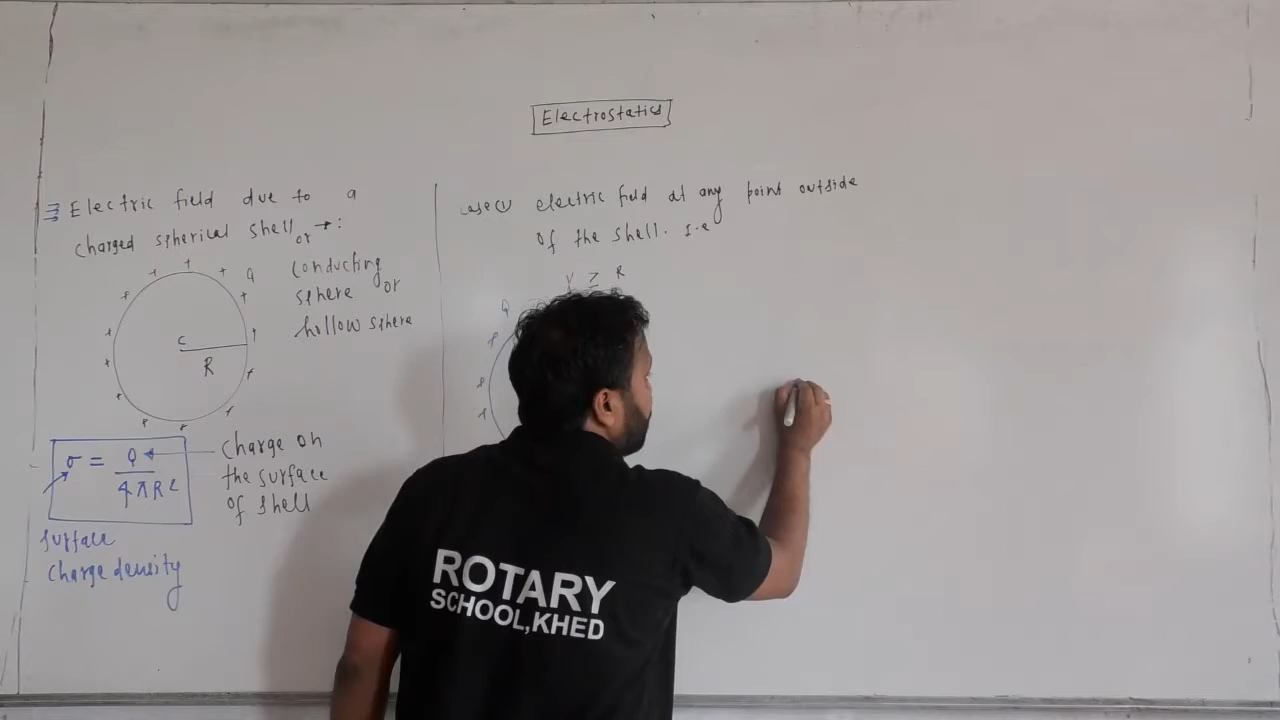 Electrostatics
Electric field due to a
charged spherical shell or →:
conducting
sphere or
hollow sphere
+ + + Q
C
R
σ = Q / 4πR²
charge on
the surface
of shell
surface
charge density
case ① electric field at any point outside
of the shell. i.e
r ≥ R
Q
ROTARY
SCHOOL,KHED